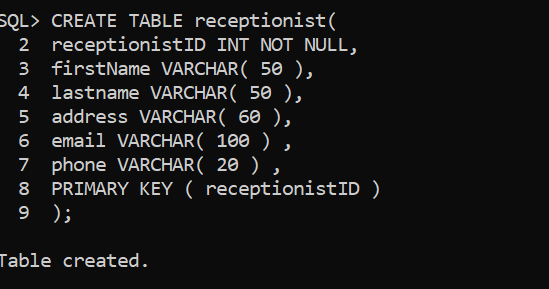 SQL> CREATE TABLE receptionist(
2 receptionistID INT NOT NULL,
3 firstName VARCHAR( 50 ),
4 lastname VARCHAR( 50 ),
5 address VARCHAR( 60 ),
6 email VARCHAR( 100 ) ,
7 phone VARCHAR( 20 ) ,
8 PRIMARY KEY ( receptionistID )
9 );
Table created.